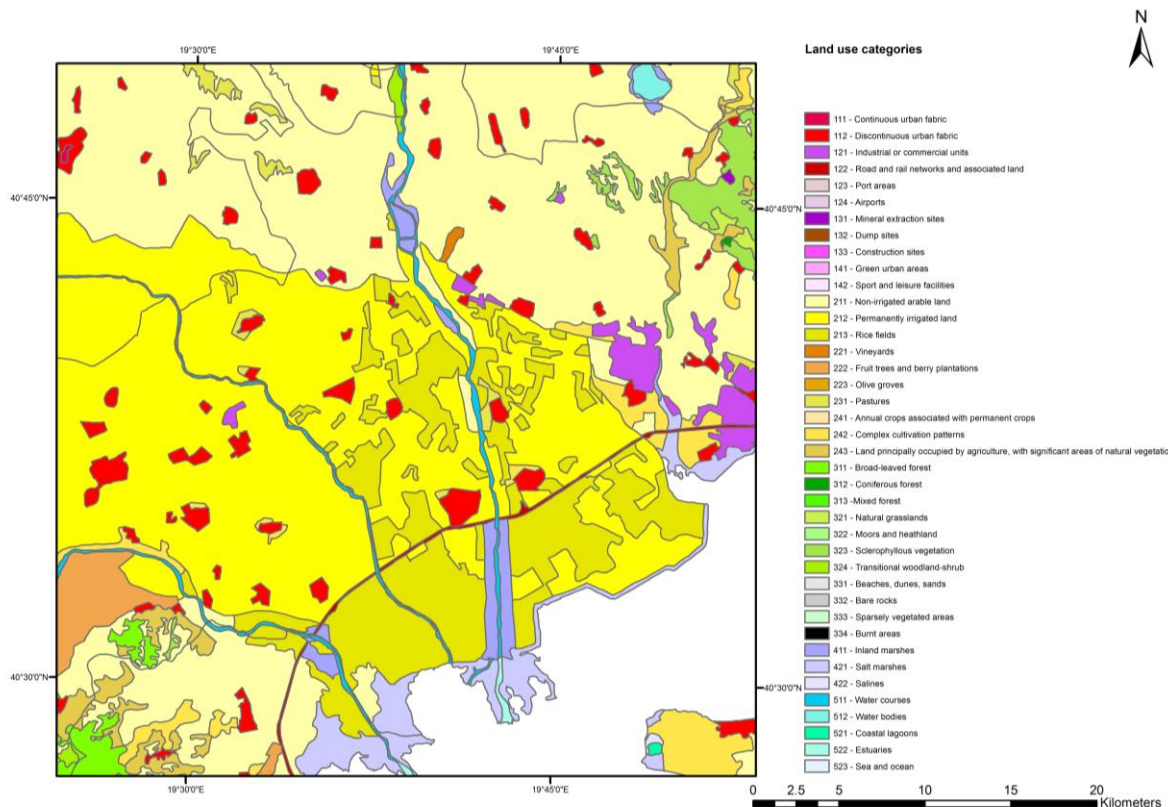 N
19°30'0"E
19°45'0"E
Land use categories
40°45'0"N
40°45'0"N
111 - Continuous urban fabric
112 - Discontinuous urban fabric
121 - Industrial or commercial units
122 - Road and rail networks and associated land
123 - Port areas
124 - Airports
131 - Mineral extraction sites
132 - Dump sites
133 - Construction sites
141 - Green urban areas
142 - Sport and leisure facilities
211 - Non-irrigated arable land
212 - Permanently irrigated land
213 - Rice fields
221 - Vineyards
222 - Fruit trees and berry plantations
223 - Olive groves
231 - Pastures
241 - Annual crops associated with permanent crops
242 - Complex cultivation patterns
243 - Land principally occupied by agriculture, with significant areas of natural vegetatio
311 - Broad-leaved forest
312 - Coniferous forest
313 -Mixed forest
321 - Natural grasslands
322 - Moors and heathland
323 - Sclerophyllous vegetation
324 - Transitional woodland-shrub
331 - Beaches, dunes, sands
332 - Bare rocks
333 - Sparsely vegetated areas
334 - Burnt areas
411 - Inland marshes
421 - Salt marshes
422 - Salines
511 - Water courses
512 - Water bodies
521 - Coastal lagoons
522 - Estuaries
523 - Sea and ocean
40°30'0"N
40°30'0"N
19°30'0"E
19°45'0"E
0 2.5 5 10 15 20
Kilometers